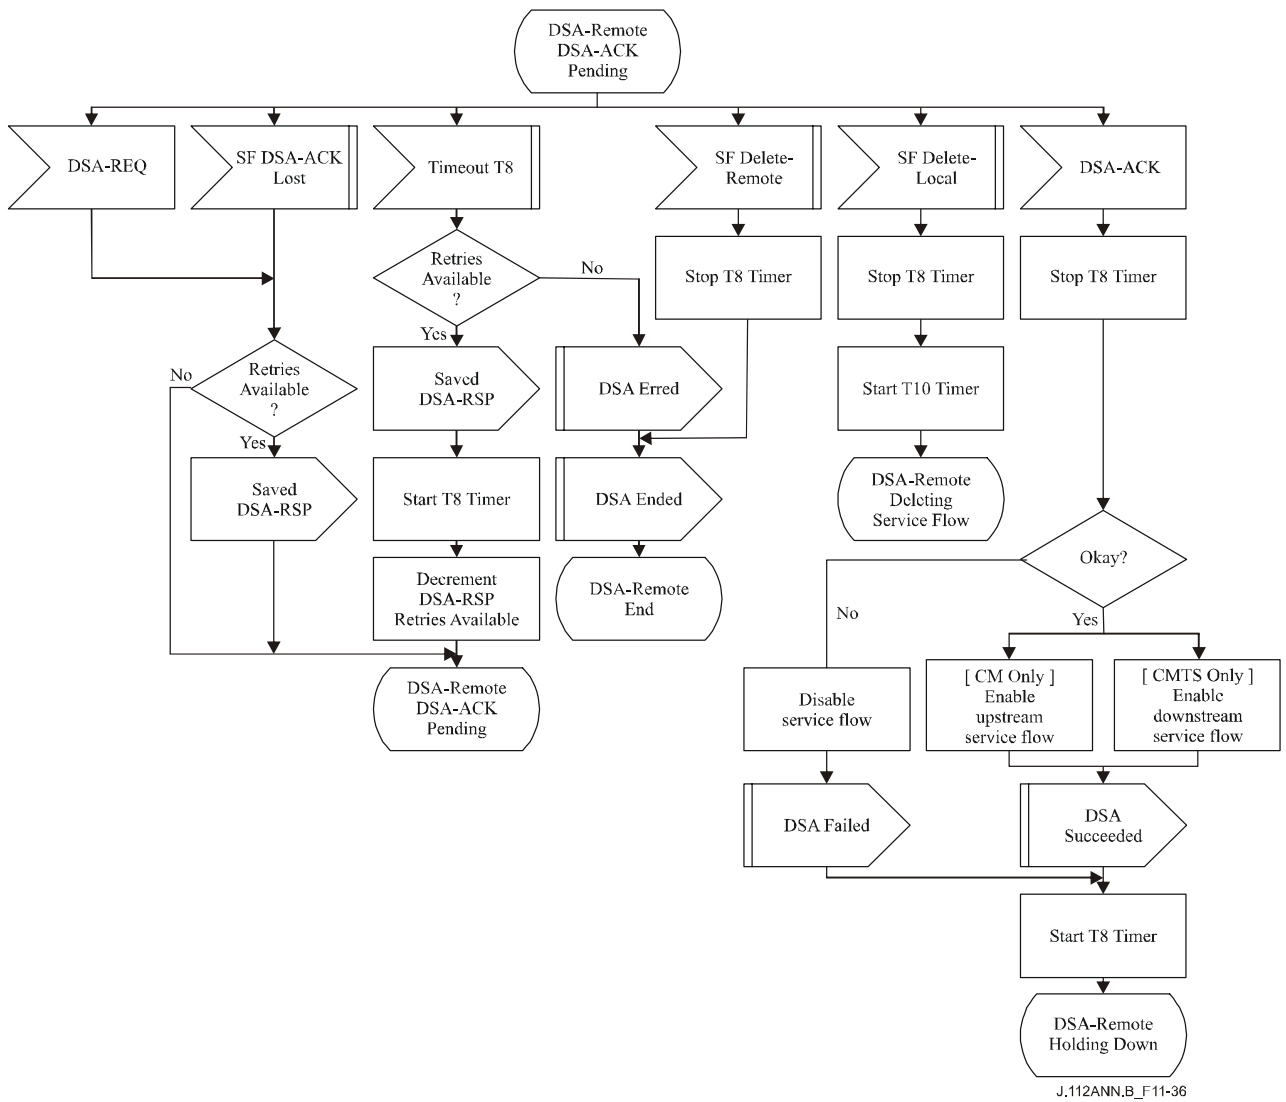 DSA-Remote
DSA-ACK
Pending
DSA-REQ
SF DSA-ACK
Lost
Timeout T8
SF Delete-
Remote
SF Delete-
Local
DSA-ACK
Retries
Available
?
No
Yes
Stop T8 Timer
Stop T8 Timer
Stop T8 Timer
Retries
Available
?
No
Yes
Saved
DSA-RSP
DSA Erred
Start T10 Timer
Saved
DSA-RSP
Start T8 Timer
DSA Ended
DSA-Remote
Deleting
Service Flow
Decrement
DSA-RSP
Retries Available
DSA-Remote
End
Okay?
No
Yes
DSA-Remote
DSA-ACK
Pending
Disable
service flow
[ CM Only ]
Enable
upstream
service flow
[ CMTS Only ]
Enable
downstream
service flow
DSA Failed
DSA
Succeeded
Start T8 Timer
DSA-Remote
Holding Down
J.112ANN.B_F11-36